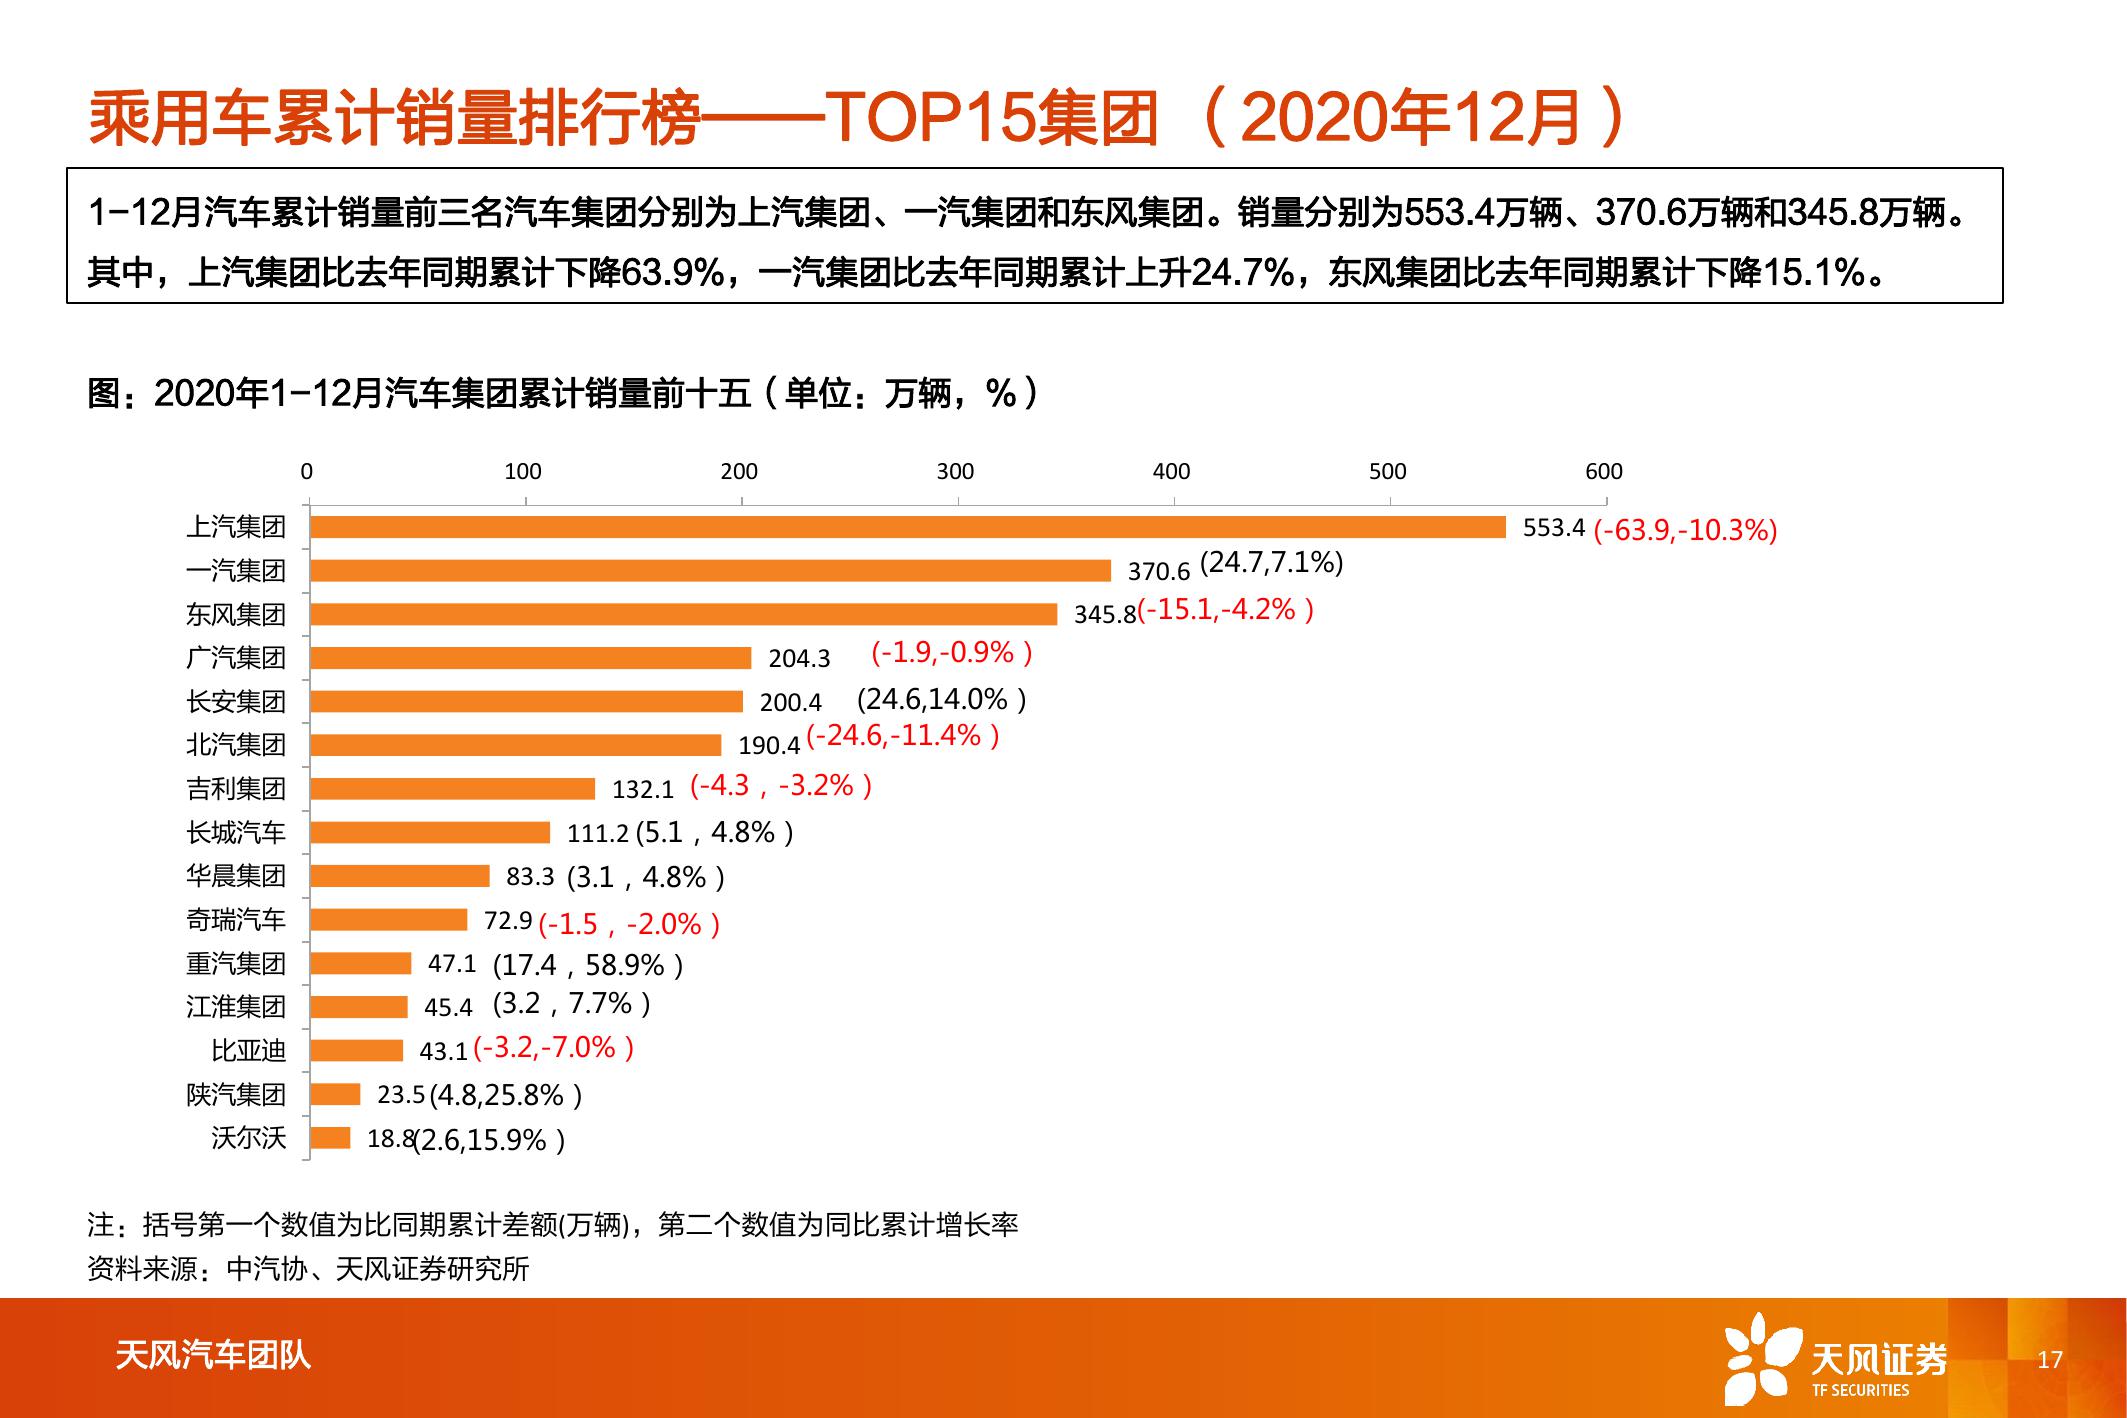 乘用车累计销量排行榜——TOP15集团（2020年12月）
1-12月汽车累计销量前三名汽车集团分别为上汽集团、一汽集团和东风集团。销量分别为553.4万辆、370.6万辆和345.8万辆。
其中，上汽集团比去年同期累计下降63.9%，一汽集团比去年同期累计上升24.7%，东风集团比去年同期累计下降15.1%。
图：2020年1-12月汽车集团累计销量前十五（单位：万辆，%）
0 100 200 300 400 500 600
上汽集团 553.4 (-63.9,-10.3%)
一汽集团 370.6 (24.7,7.1%)
东风集团 345.8 (-15.1,-4.2%）
广汽集团 204.3 (-1.9,-0.9%）
长安集团 200.4 (24.6,14.0%）
北汽集团 190.4 (-24.6,-11.4%）
吉利集团 132.1 (-4.3，-3.2%）
长城汽车 111.2 (5.1，4.8%）
华晨集团 83.3 (3.1，4.8%）
奇瑞汽车 72.9 (-1.5，-2.0%）
重汽集团 47.1 (17.4，58.9%）
江淮集团 45.4 (3.2，7.7%）
比亚迪 43.1 (-3.2,-7.0%）
陕汽集团 23.5 (4.8,25.8%）
沃尔沃 18.8 (2.6,15.9%）
注：括号第一个数值为比同期累计差额(万辆)，第二个数值为同比累计增长率
资料来源：中汽协、天风证券研究所
天风汽车团队
天风证券
TF SECURITIES
17